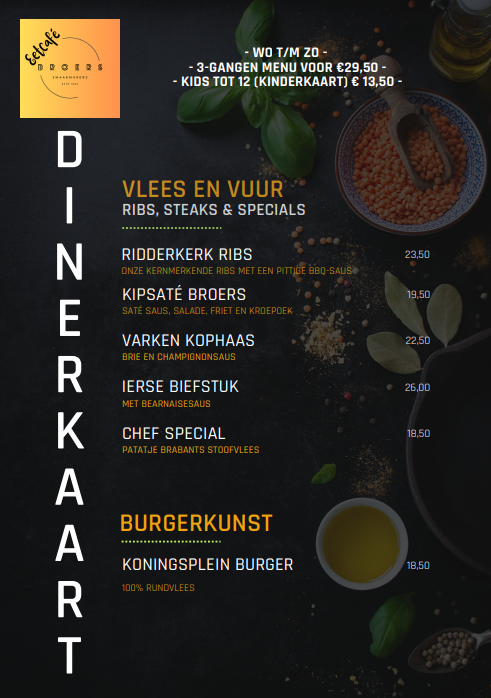 Eetcafé
BROERS
SMAAKMAKERS
- WO T/M ZO -
- 3-GANGEN MENU VOOR €29,50 -
- KIDS TOT 12 (KINDERKAART) € 13,50 -
DINERKAART
VLEES EN VUUR
RIBS, STEAKS & SPECIALS
RIDDERKERK RIBS 23,50
ONZE KERNMERKENDE RIBS MET EEN PITTIGE BBQ-SAUS
KIPSATÉ BROERS 19,50
SATÉ SAUS, SALADE, FRIET EN KROEPOEK
VARKEN KOPHAAS 22,50
BRIE EN CHAMPIGNONSAUS
IERSE BIEFSTUK 26,00
MET BEARNAISESAUS
CHEF SPECIAL 18,50
PATATJE BRABANTS STOOFVLEES
BURGERKUNST
KONINGSPLEIN BURGER 18,50
100% RUNDVLEES